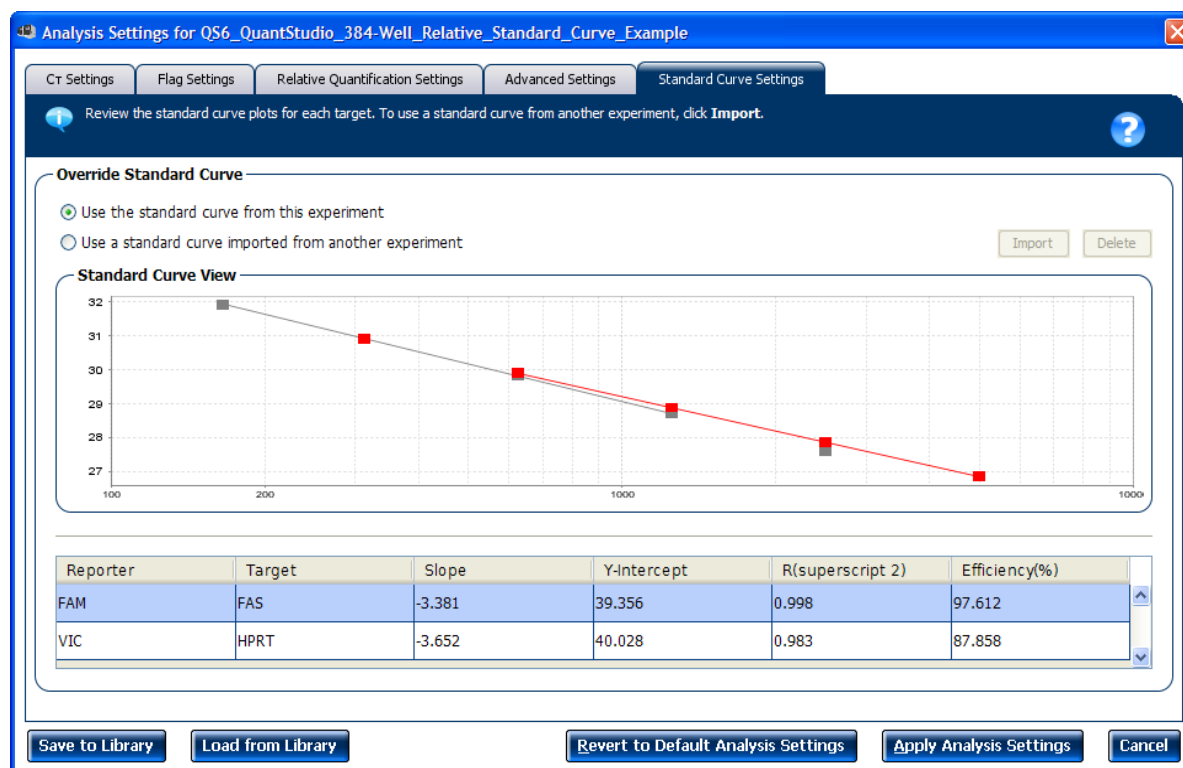 Analysis Settings for QS6_QuantStudio_384-Well_Relative_Standard_Curve_Example
CT Settings Flag Settings Relative Quantification Settings Advanced Settings Standard Curve Settings
Review the standard curve plots for each target. To use a standard curve from another experiment, click Import.
?
Override Standard Curve
Use the standard curve from this experiment
Use a standard curve imported from another experiment Import Delete
Standard Curve View
32
31
30
29
28
27
100 200 1000 1000
Reporter Target Slope Y-Intercept R(superscript 2) Efficiency(%)
FAM FAS -3.381 39.356 0.998 97.612
VIC HPRT -3.652 40.028 0.983 87.858
Save to Library Load from Library Revert to Default Analysis Settings Apply Analysis Settings Cancel